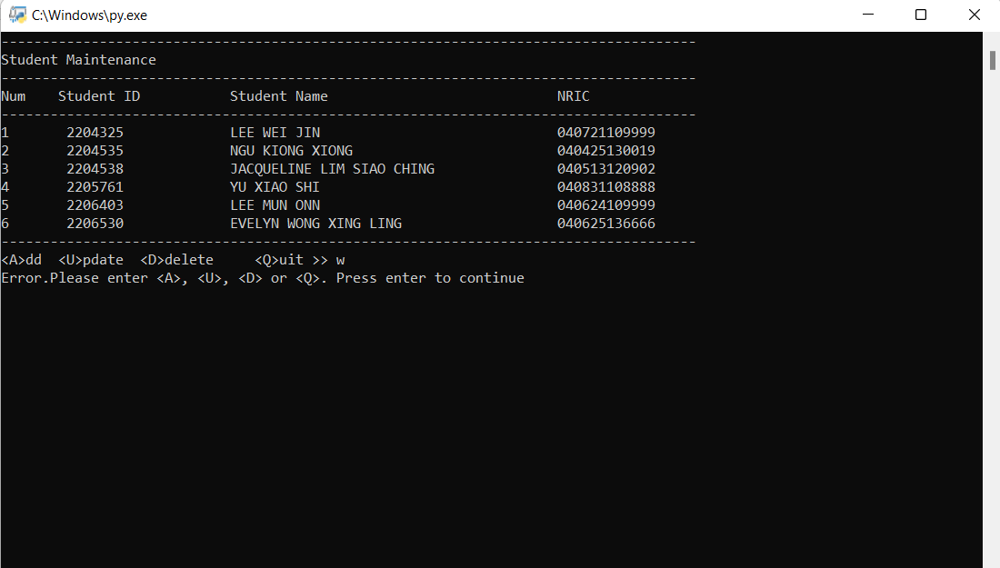 C:\Windows\py.exe
-------------------------------------------------------------------------------------
Student Maintenance
-------------------------------------------------------------------------------------
Num    Student ID           Student Name                            NRIC
-------------------------------------------------------------------------------------
1       2204325             LEE WEI JIN                             040721109999
2       2204535             NGU KIONG XIONG                         040425130019
3       2204538             JACQUELINE LIM SIAO CHING               040513120902
4       2205761             YU XIAO SHI                             040831108888
5       2206403             LEE MUN ONN                             040624109999
6       2206530             EVELYN WONG XING LING                   040625136666
-------------------------------------------------------------------------------------
<A>dd  <U>pdate  <D>delete     <Q>uit >> w
Error.Please enter <A>, <U>, <D> or <Q>. Press enter to continue